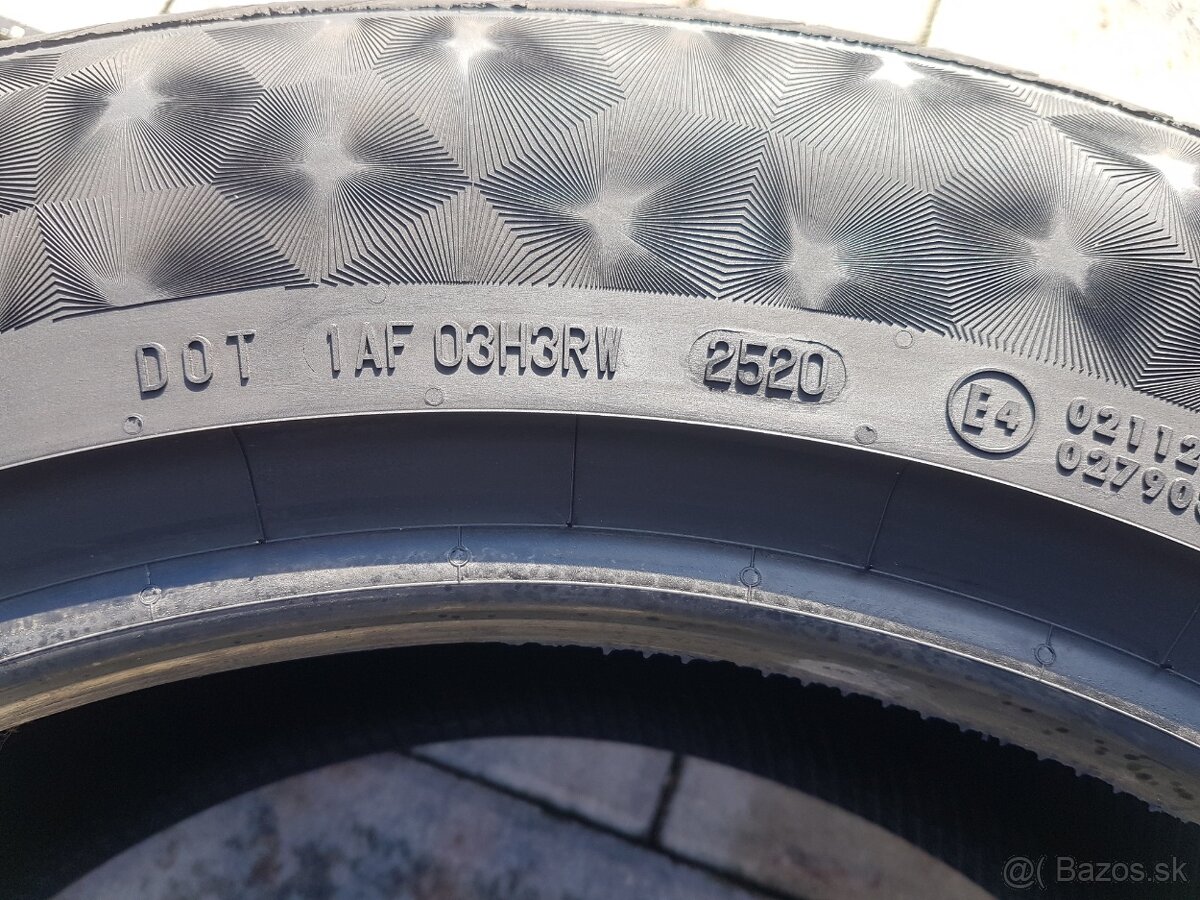 DOT 1AF 03H3RW 2520 E4 02112
02790
@( Bazos.sk